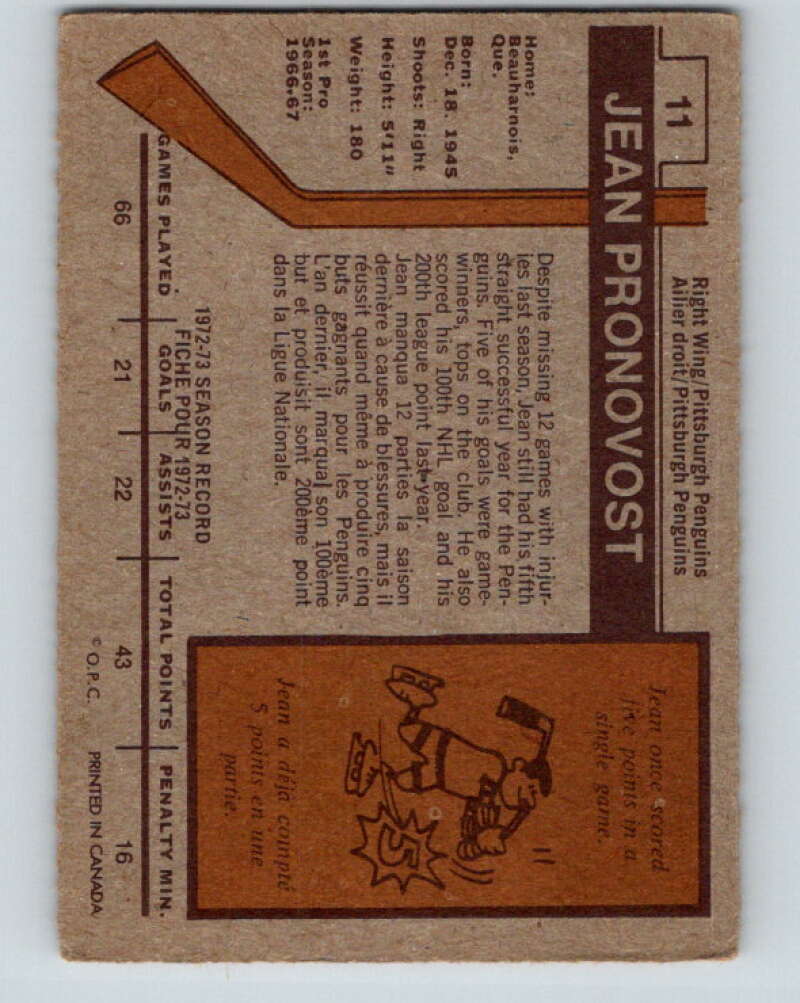 11
Right Wing/Pittsburgh Penguins
Ailier droit/Pittsburgh Penguins
JEAN PRONOVOST
Home:
Beauharnois,
Que.
Born:
Dec. 18. 1945
Shoots: Right
Height: 5'11"
Weight: 180
1st Pro
Season:
1966-67
Despite missing 12 games with injur-
ies last season, Jean still had his fifth
straight successful year for the Pen-
guins. Five of his goals were game-
winners, tops on the club. He also
scored his 100th NHL goal and his
200th league point last year.
Jean manqua 12 parties la saison
dernière à cause de blessures, mais il
réussit quand même à produire cinq
buts gagnants pour les Penguins.
L'an dernier, il marqua son 100ème
but et produisit sont 200ème point
dans la Ligue Nationale.
Jean once scored
five points in a
single game.
5
Jean a déjà compté
5 points en une
partie.
1972-73 SEASON RECORD
FICHE POUR 1972-73
GAMES PLAYED GOALS ASSISTS TOTAL POINTS PENALTY MIN.
66 21 22 43 16
© O.P.C. PRINTED IN CANADA